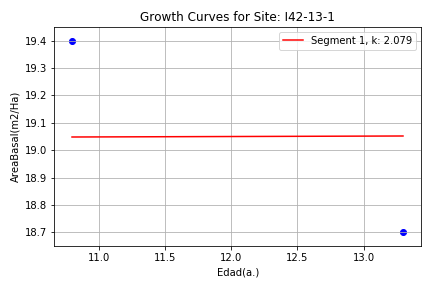 Growth Curves for Site: I42-13-1
Segment 1, k: 2.079
AreaBasal(m2/Ha)
19.4
19.3
19.2
19.1
19.0
18.9
18.8
18.7
11.0 11.5 12.0 12.5 13.0
Edad(a.)